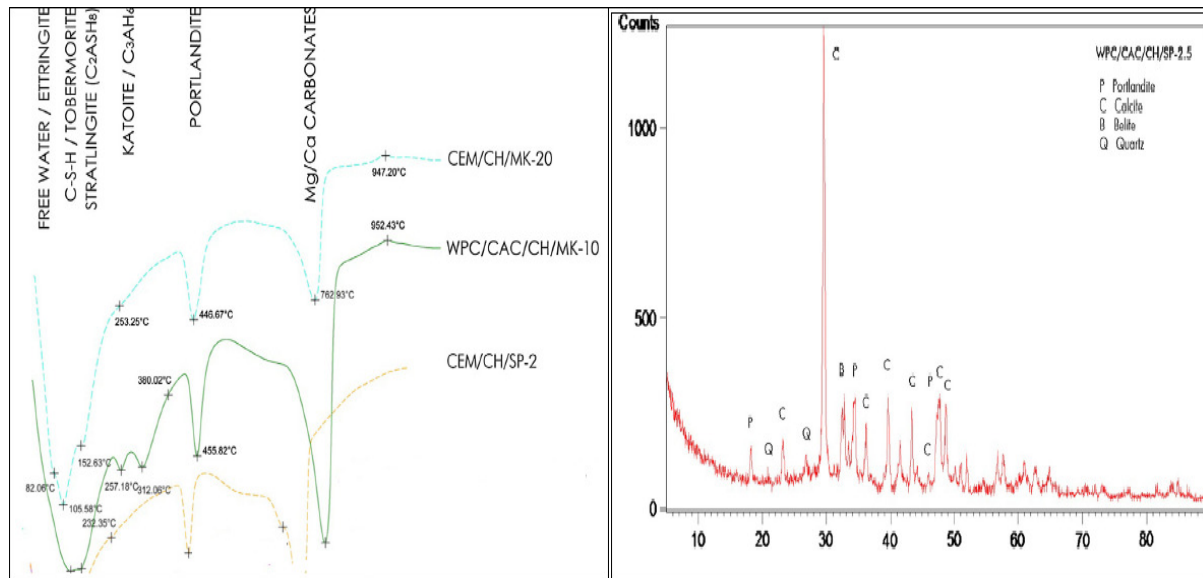 FREE WATER / ETTRINGITE
C-S-H / TOBERMORITE
STRATLINGITE (C₂ASH₈)
KATOITE / C₃AH₆
PORTLANDITE
Mg/Ca CARBONATES
947.20°C
CEM/CH/MK-20
952.43°C
WPC/CAC/CH/MK-10
762.93°C
253.25°C
446.67°C
CEM/CH/SP-2
380.02°C
152.63°C
455.82°C
82.06°C
257.18°C
312.06°C
105.58°C
232.35°C
Counts
C
WPC/CAC/CH/SP-2.5
P Portlandite
C Calcite
B Belite
Q Quartz
1000
500
B P C P C
C C C
P C Q Q C
0
10 20 30 40 50 60 70 80